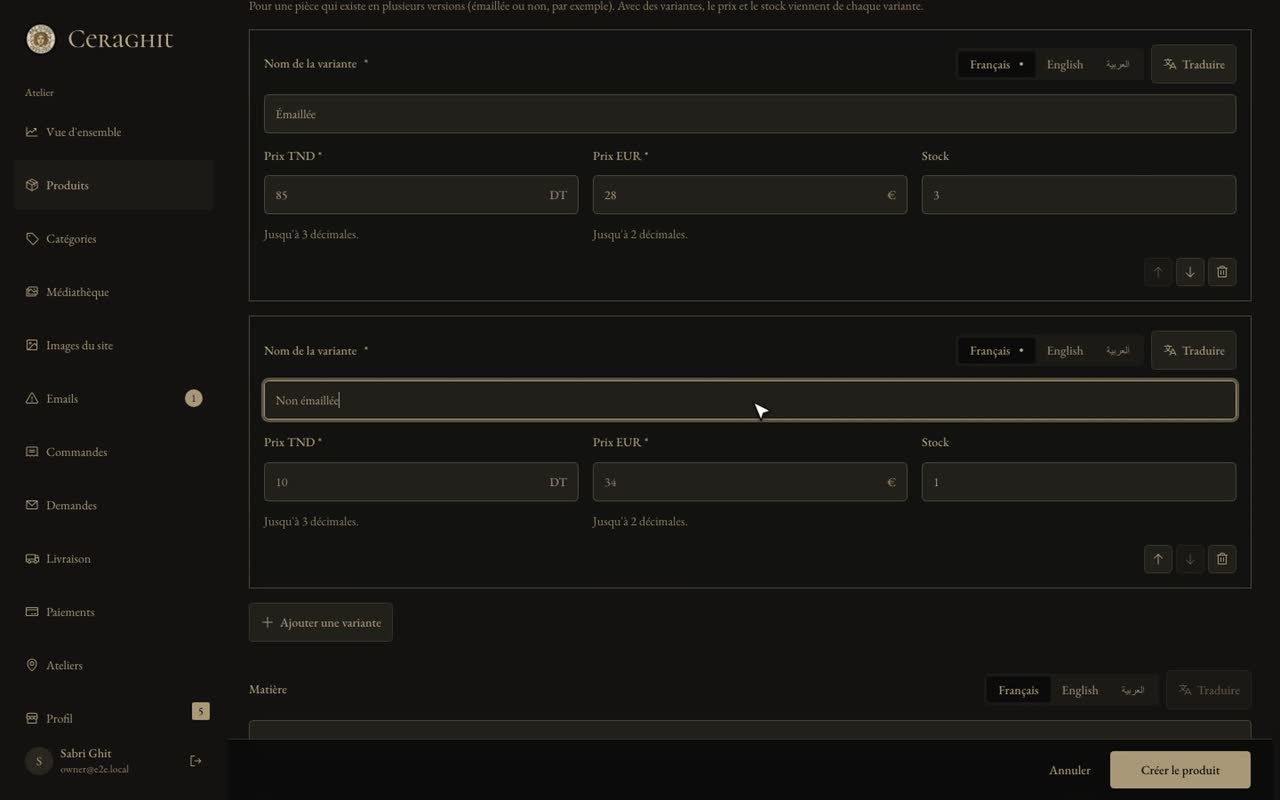 Pour une pièce qui existe en plusieurs versions (émaillée ou non, par exemple). Avec des variantes, le prix et le stock viennent de chaque variante.
Ceraghit
Atelier
Vue d'ensemble
Produits
Catégories
Médiathèque
Images du site
Emails 1
Commandes
Demandes
Livraison
Paiements
Ateliers
Profil 5
S
Sabri Ghit
owner@e2e.local
Nom de la variante *
Français • English العربية Traduire
Émaillée
Prix TND * Prix EUR * Stock
85 DT 28 € 3
Jusqu'à 3 décimales. Jusqu'à 2 décimales.
Nom de la variante *
Français • English العربية Traduire
Non émaillée
Prix TND * Prix EUR * Stock
10 DT 34 € 1
Jusqu'à 3 décimales. Jusqu'à 2 décimales.
Ajouter une variante
Matière
Français English العربية Traduire
Annuler Créer le produit